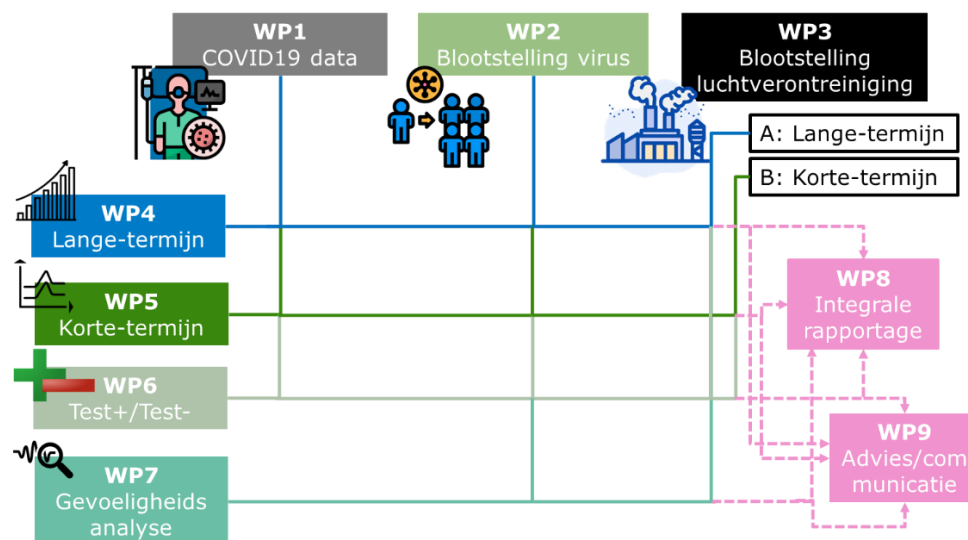 WP1
COVID19 data
WP2
Blootstelling virus
WP3
Blootstelling
luchtverontreiniging
A: Lange-termijn
B: Korte-termijn
WP4
Lange-termijn
WP5
Korte-termijn
WP6
Test+/Test-
WP7
Gevoeligheids
analyse
WP8
Integrale
rapportage
WP9
Advies/com
municatie